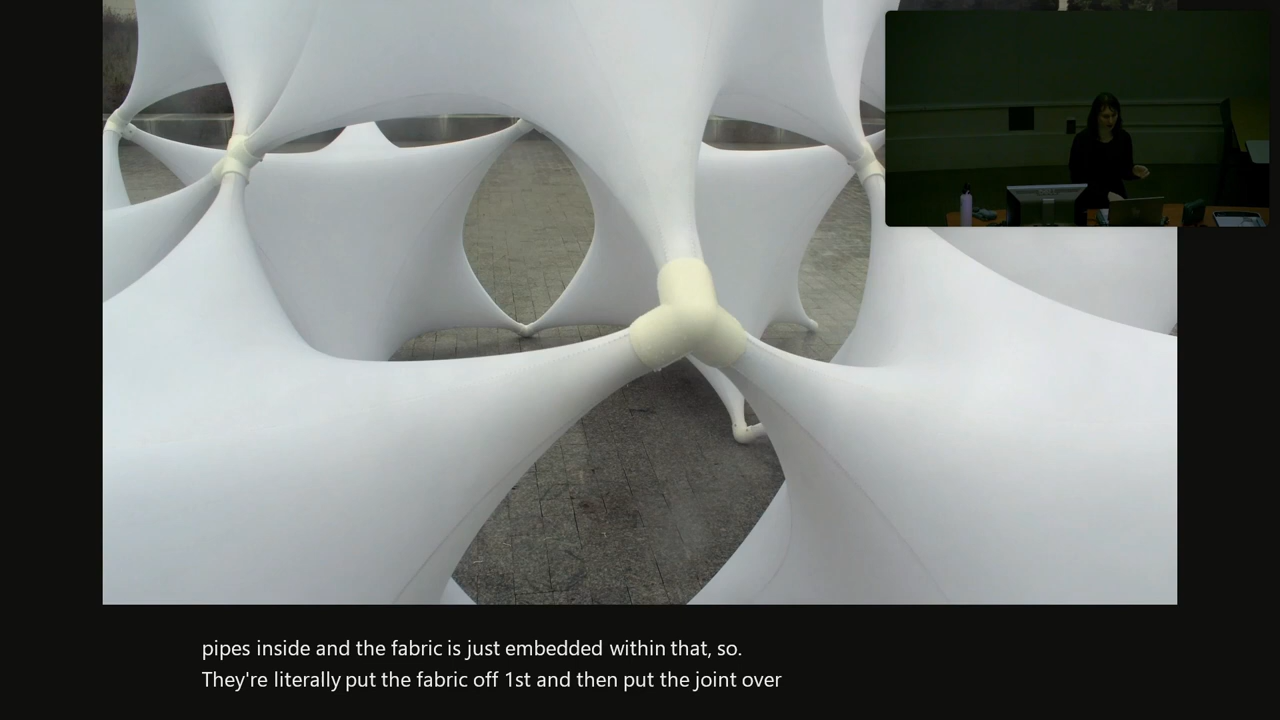 pipes inside and the fabric is just embedded within that, so.
They're literally put the fabric off 1st and then put the joint over